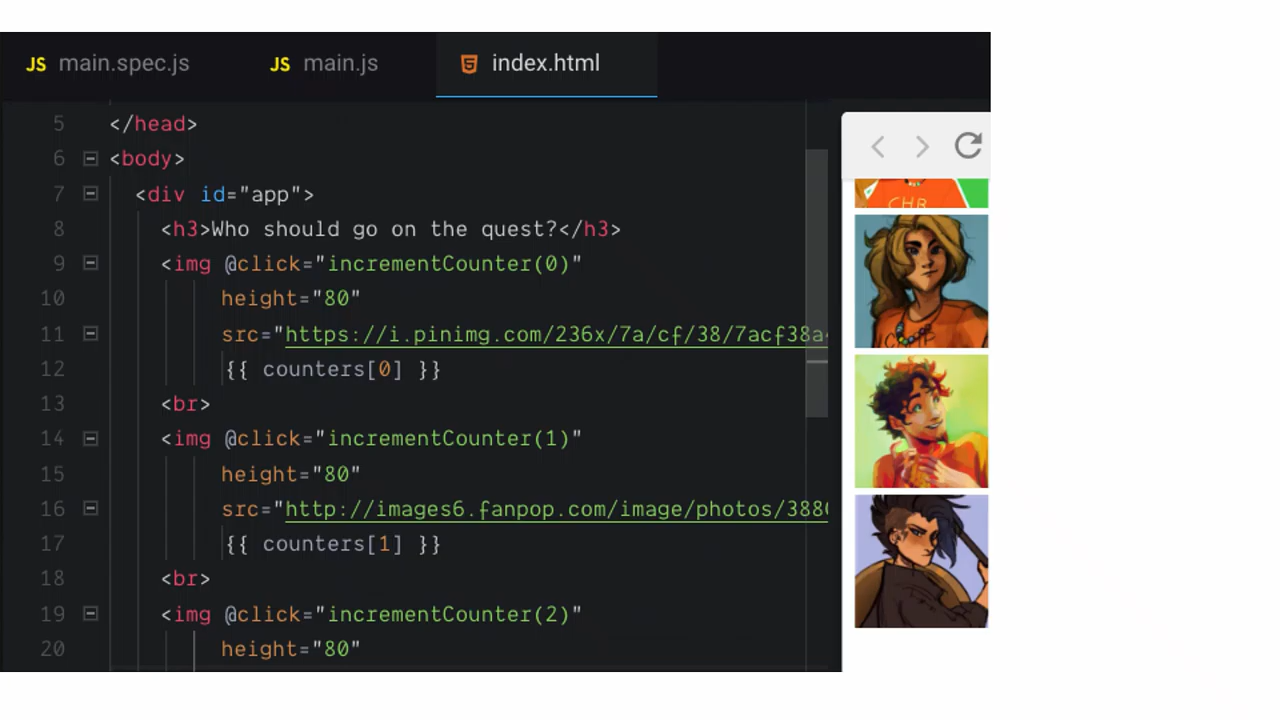 JS main.spec.js JS main.js 5 index.html
5 </head>
6 <body>
7 <div id="app">
8 <h3>Who should go on the quest?</h3>
9 <img @click="incrementCounter(0)"
10 height="80"
11 src="https://i.pinimg.com/236x/7a/cf/38/7acf38a
12 {{ counters[0] }}
13 <br>
14 <img @click="incrementCounter(1)"
15 height="80"
16 src="http://images6.fanpop.com/image/photos/388
17 {{ counters[1] }}
18 <br>
19 <img @click="incrementCounter(2)"
20 height="80"
CHB